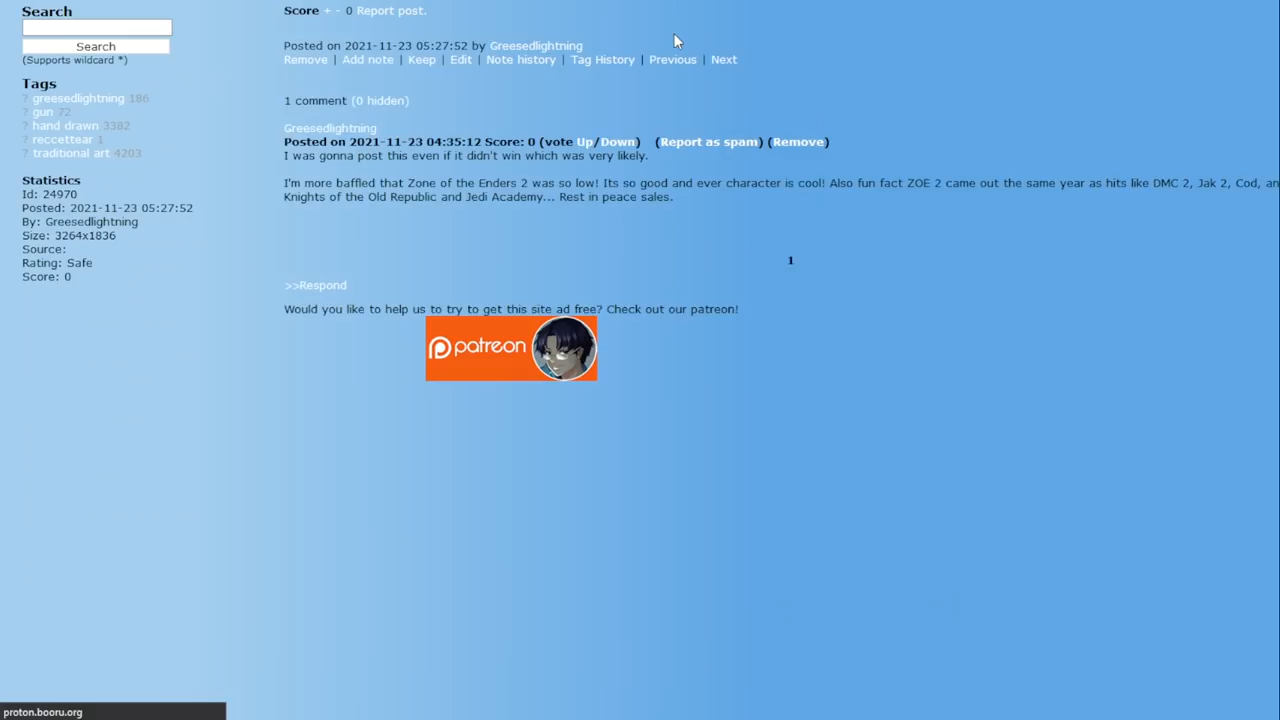 Search
Search
(Supports wildcard *)
Tags
? greesedlightning 186
? gun 72
? hand drawn 3382
? reccettear 1
? traditional art 4203
Statistics
Id: 24970
Posted: 2021-11-23 05:27:52
By: Greesedlightning
Size: 3264x1836
Source:
Rating: Safe
Score: 0
Score + - 0 Report post.
Posted on 2021-11-23 05:27:52 by Greesedlightning
Remove | Add note | Keep | Edit | Note history | Tag History | Previous | Next
1 comment (0 hidden)
Greesedlightning
Posted on 2021-11-23 04:35:12 Score: 0 (vote Up/Down) (Report as spam) (Remove)
I was gonna post this even if it didn't win which was very likely.
I'm more baffled that Zone of the Enders 2 was so low! Its so good and ever character is cool! Also fun fact ZOE 2 came out the same year as hits like DMC 2, Jak 2, Cod, an
Knights of the Old Republic and Jedi Academy... Rest in peace sales.
1
>>Respond
Would you like to help us to try to get this site ad free? Check out our patreon!
patreon
proton.booru.org